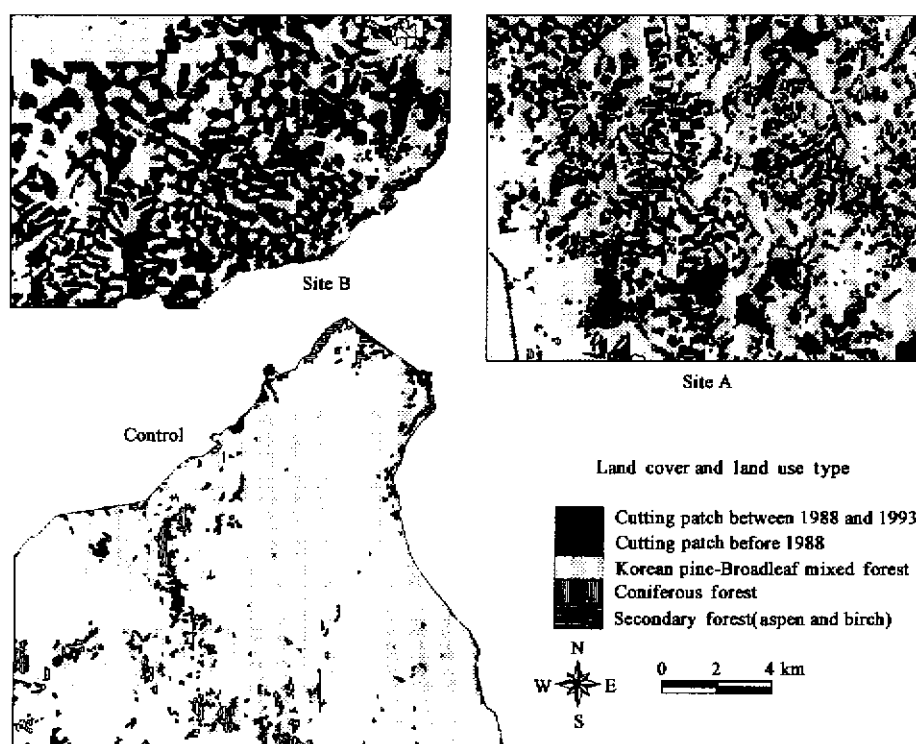 Site B
Site A
Control
Land cover and land use type
Cutting patch between 1988 and 1993
Cutting patch before 1988
Korean pine-Broadleaf mixed forest
Coniferous forest
Secondary forest(aspen and birch)
N
W E
S
0 2 4 km